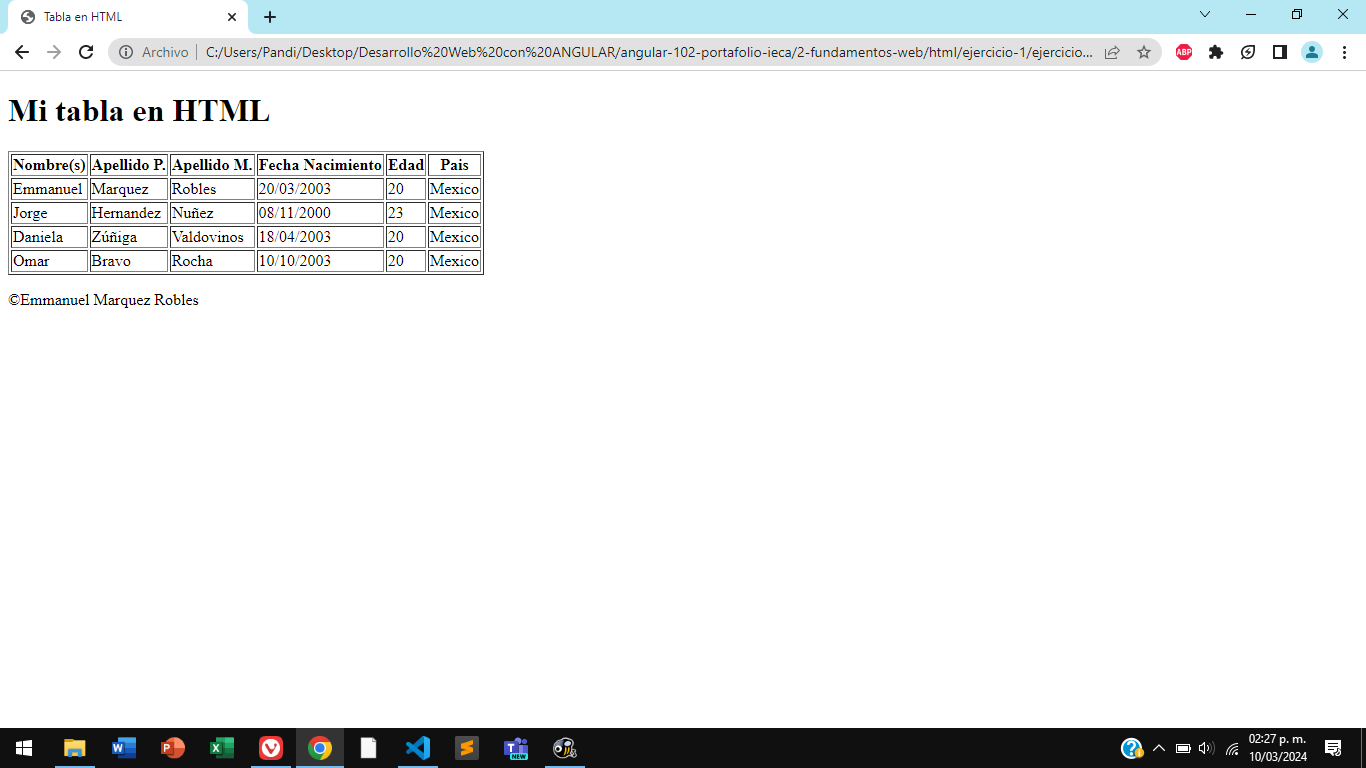 Tabla en HTML
Archivo C:/Users/Pandi/Desktop/Desarrollo%20Web%20con%20ANGULAR/angular-102-portafolio-ieca/2-fundamentos-web/html/ejercicio-1/ejercicio...
ABP
Mi tabla en HTML
Nombre(s) Apellido P. Apellido M. Fecha Nacimiento Edad Pais
Emmanuel Marquez Robles 20/03/2003 20 Mexico
Jorge Hernandez Nuñez 08/11/2000 23 Mexico
Daniela Zúñiga Valdovinos 18/04/2003 20 Mexico
Omar Bravo Rocha 10/10/2003 20 Mexico
©Emmanuel Marquez Robles
W P X T NEW
02:27 p. m.
10/03/2024